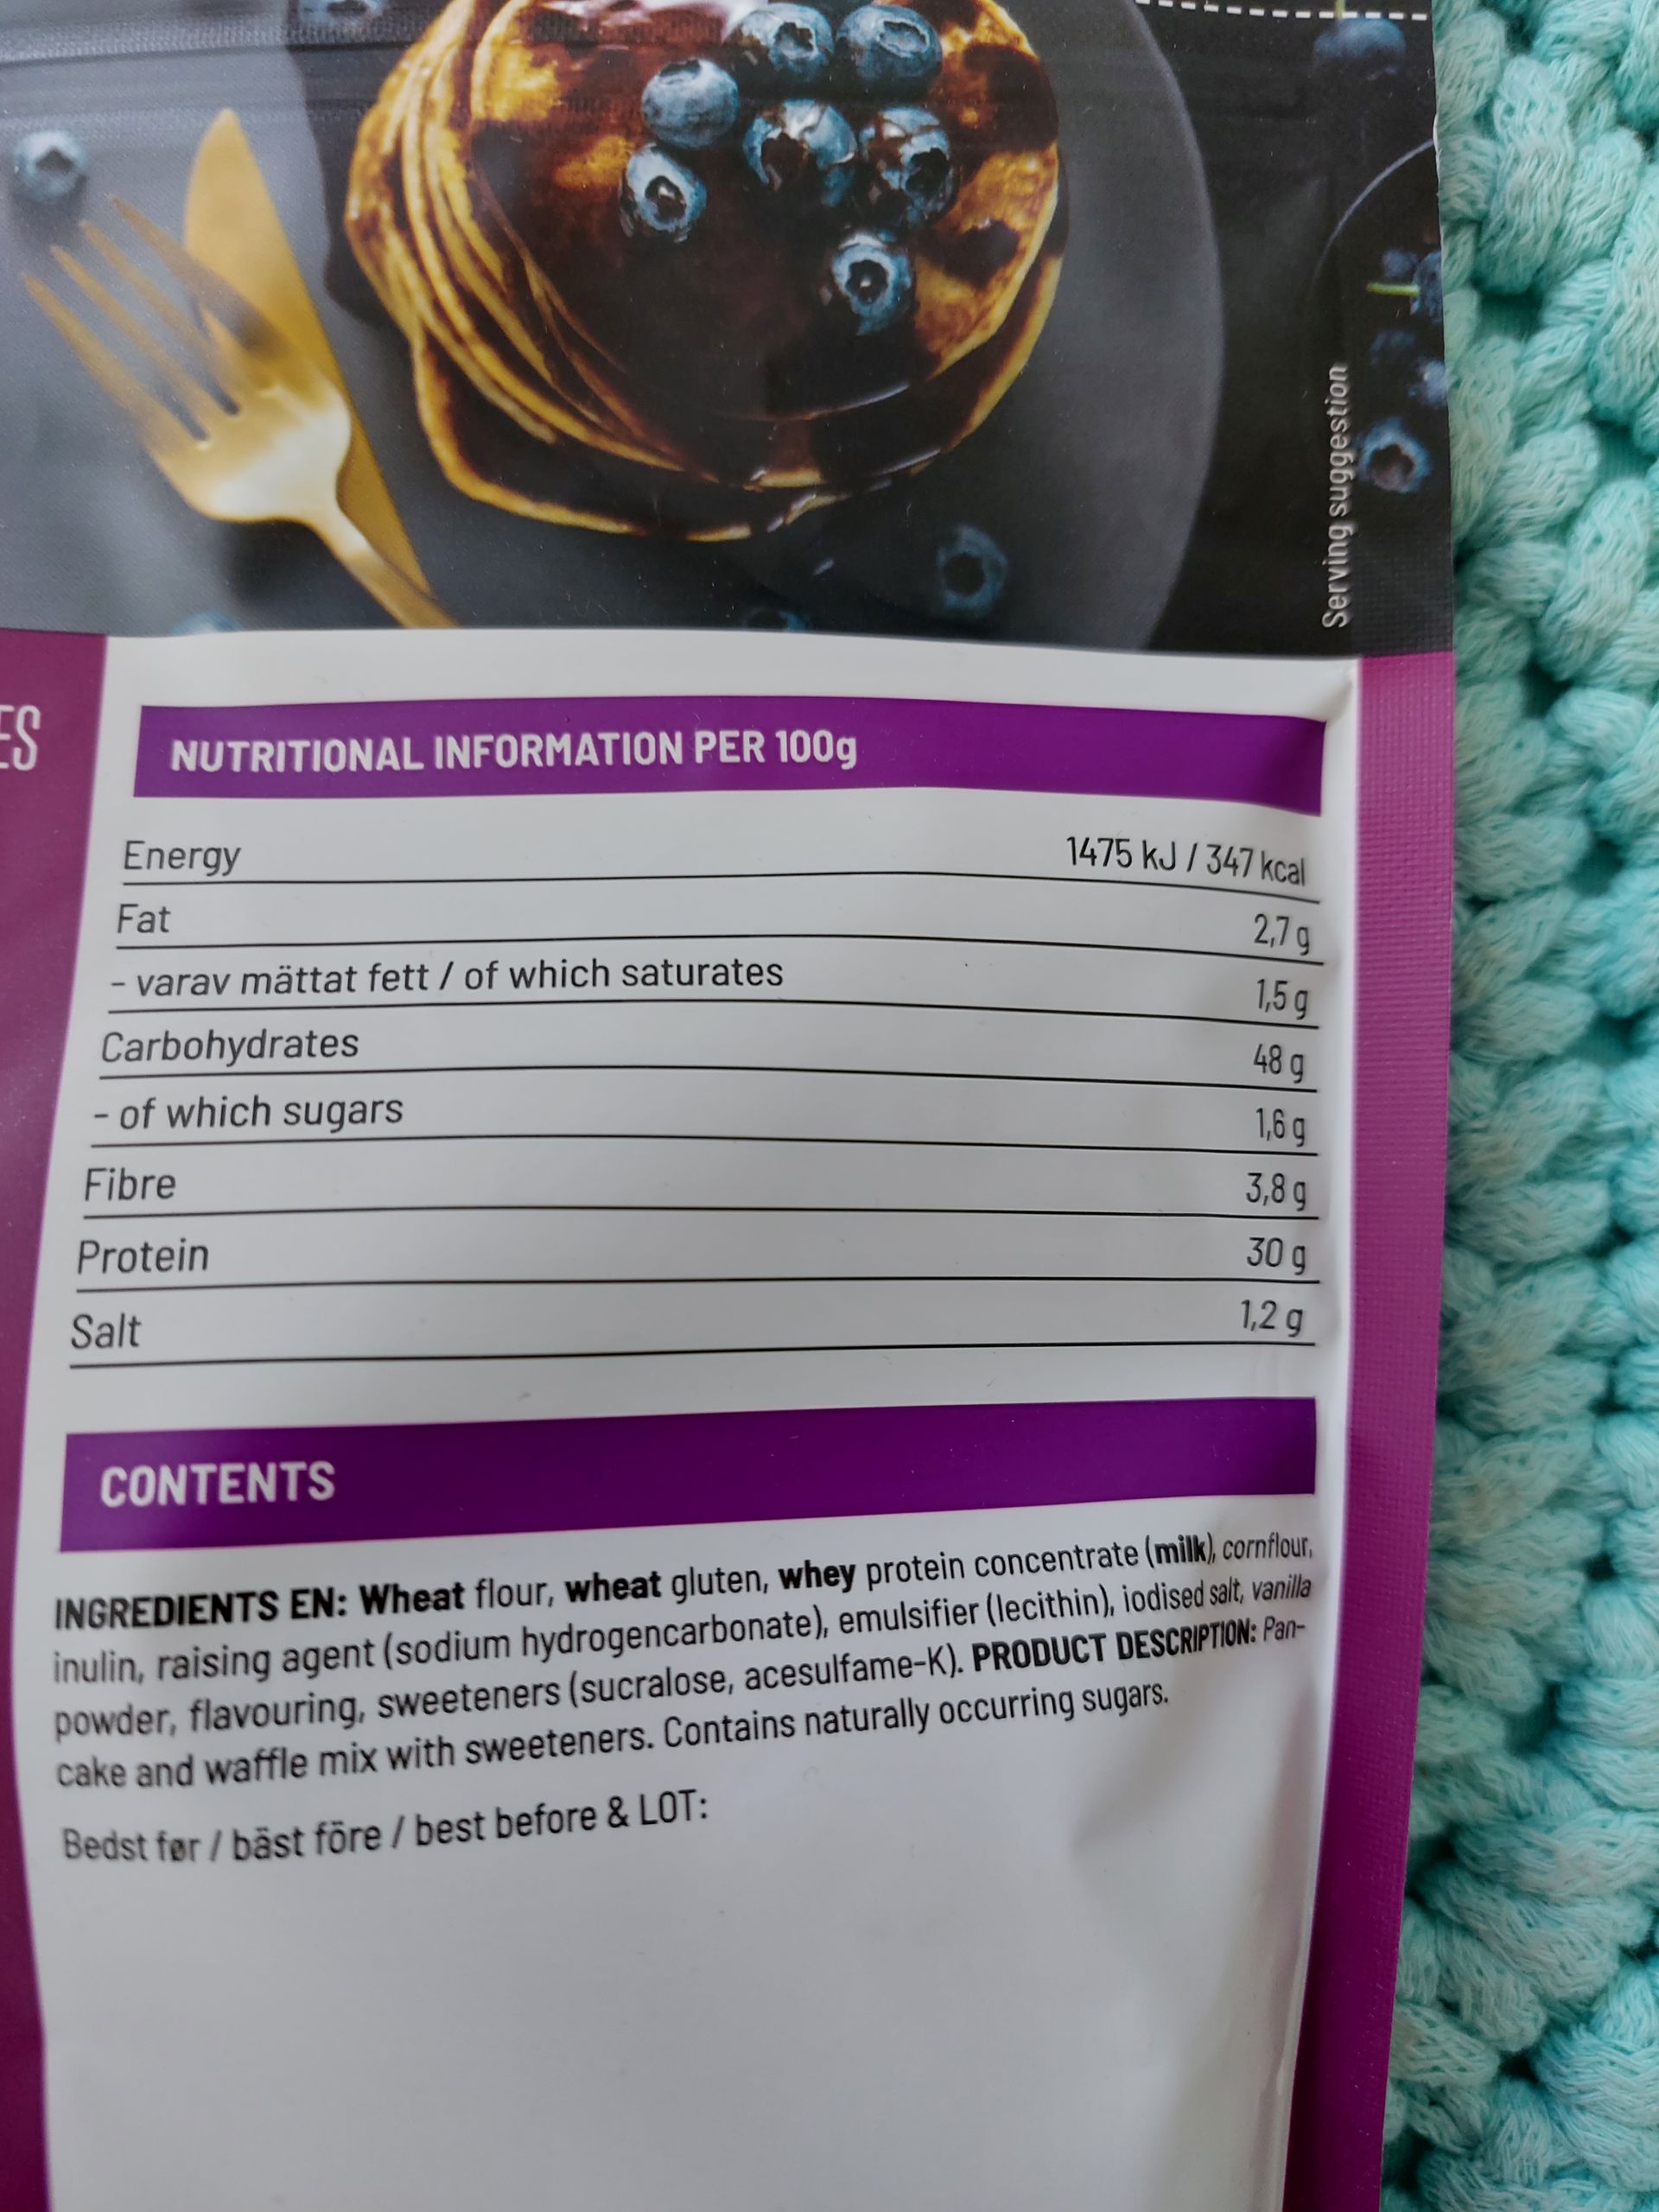 Serving suggestion
ES
NUTRITIONAL INFORMATION PER 100g
Energy 1475 kJ / 347 kcal
Fat 2,7 g
- varav mättat fett / of which saturates 1,5 g
Carbohydrates 48 g
- of which sugars 1,6 g
Fibre 3,8 g
Protein 30 g
Salt 1,2 g
CONTENTS
INGREDIENTS EN: Wheat flour, wheat gluten, whey protein concentrate (milk), cornflour,
inulin, raising agent (sodium hydrogencarbonate), emulsifier (lecithin), iodised salt, vanilla
powder, flavouring, sweeteners (sucralose, acesulfame-K). PRODUCT DESCRIPTION: Pan-
cake and waffle mix with sweeteners. Contains naturally occurring sugars.
Bedst før / bäst före / best before & LOT: